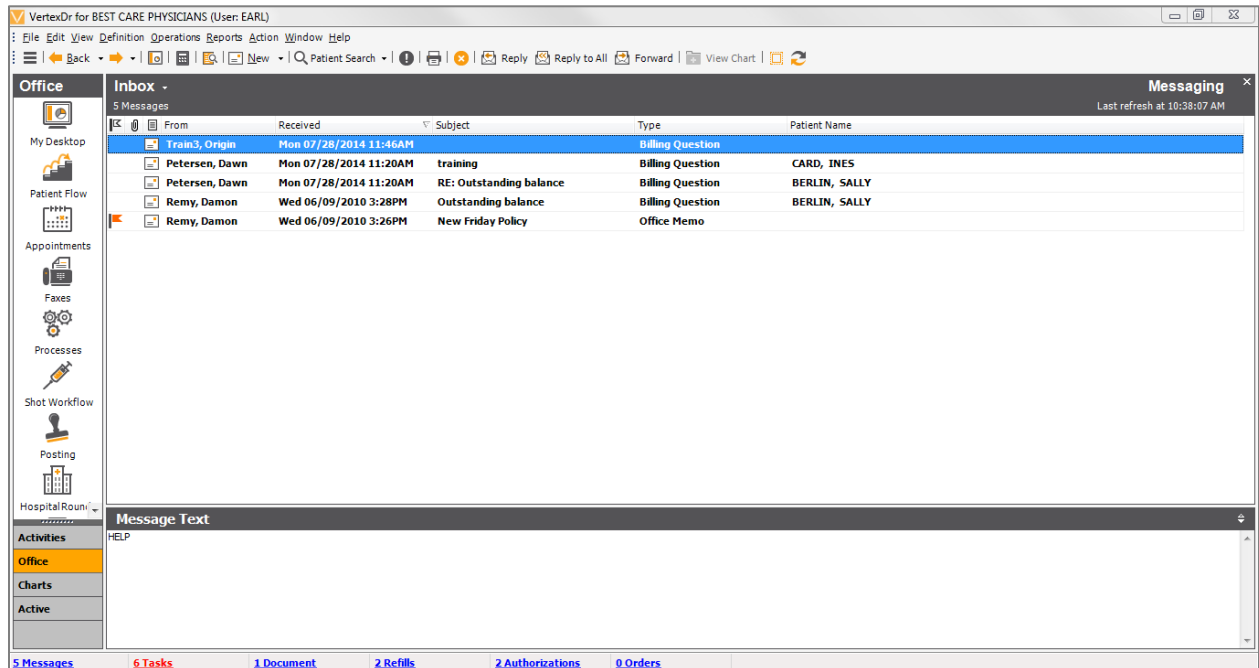 VertexDr for BEST CARE PHYSICIANS (User: EARL)
File Edit View Definition Operations Reports Action Window Help
Back New Patient Search Reply Reply to All Forward View Chart
Office
My Desktop
Patient Flow
Appointments
Faxes
Processes
Shot Workflow
Posting
HospitalRoun
Activities
Office
Charts
Active
Inbox Messaging
5 Messages Last refresh at 10:38:07 AM
From Received Subject Type Patient Name
Train3, Origin Mon 07/28/2014 11:46AM Billing Question
Petersen, Dawn Mon 07/28/2014 11:20AM training Billing Question CARD, INES
Petersen, Dawn Mon 07/28/2014 11:20AM RE: Outstanding balance Billing Question BERLIN, SALLY
Remy, Damon Wed 06/09/2010 3:28PM Outstanding balance Billing Question BERLIN, SALLY
Remy, Damon Wed 06/09/2010 3:26PM New Friday Policy Office Memo
Message Text
HELP
5 Messages 6 Tasks 1 Document 2 Refills 2 Authorizations 0 Orders